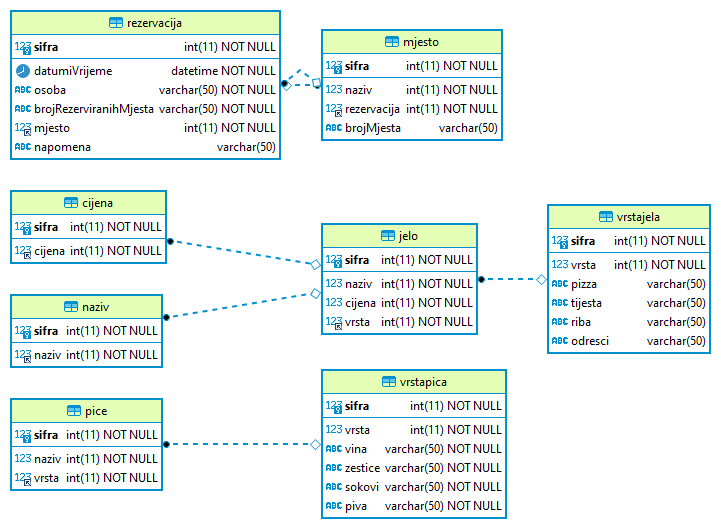 rezervacija
123 sifra int(11) NOT NULL
datumiVrijeme datetime NOT NULL
ABC osoba varchar(50) NOT NULL
ABC brojRezerviranihMjesta varchar(50) NOT NULL
123 mjesto int(11) NOT NULL
ABC napomena varchar(50)
mjesto
123 sifra int(11) NOT NULL
123 naziv int(11) NOT NULL
123 rezervacija int(11) NOT NULL
ABC brojMjesta varchar(50)
cijena
123 sifra int(11) NOT NULL
123 cijena int(11) NOT NULL
jelo
123 sifra int(11) NOT NULL
123 naziv int(11) NOT NULL
123 cijena int(11) NOT NULL
123 vrsta int(11) NOT NULL
vrstajela
123 sifra int(11) NOT NULL
123 vrsta int(11) NOT NULL
ABC pizza varchar(50)
ABC tijesta varchar(50)
ABC riba varchar(50)
ABC odresci varchar(50)
naziv
123 sifra int(11) NOT NULL
123 naziv int(11) NOT NULL
pice
123 sifra int(11) NOT NULL
123 naziv int(11) NOT NULL
123 vrsta int(11) NOT NULL
vrstapica
123 sifra int(11) NOT NULL
123 vrsta int(11) NOT NULL
ABC vina varchar(50) NOT NULL
ABC zestice varchar(50) NOT NULL
ABC sokovi varchar(50) NOT NULL
ABC piva varchar(50) NOT NULL